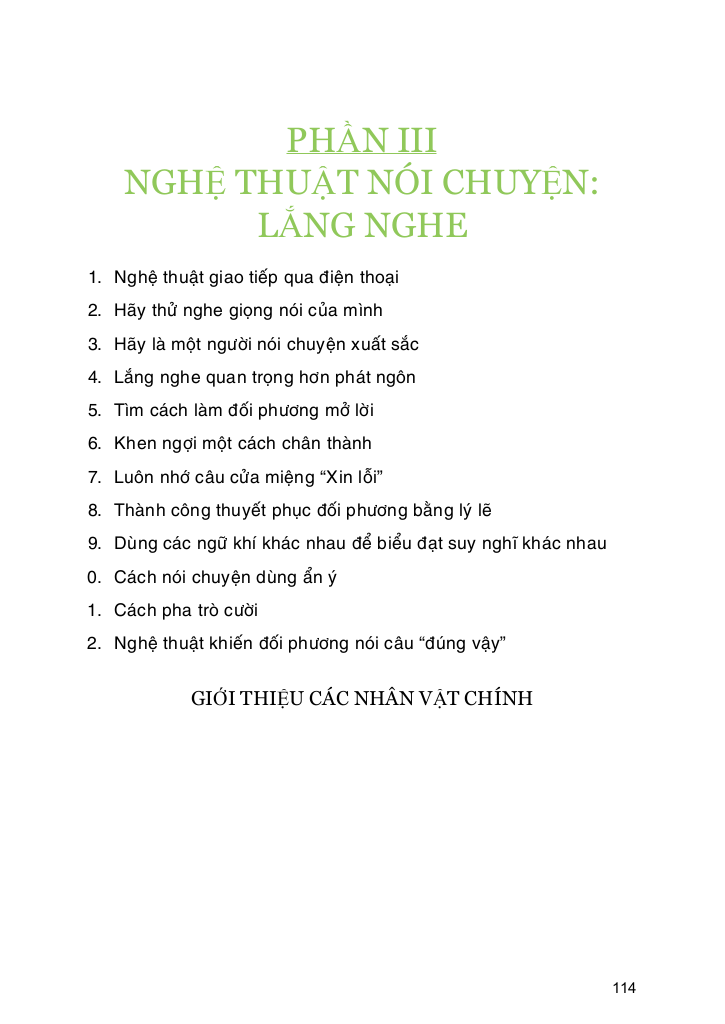 PHẦN III
NGHỆ THUẬT NÓI CHUYỆN:
LẮNG NGHE
1. Nghệ thuật giao tiếp qua điện thoại
2. Hãy thử nghe giọng nói của mình
3. Hãy là một người nói chuyện xuất sắc
4. Lắng nghe quan trọng hơn phát ngôn
5. Tìm cách làm đối phương mở lời
6. Khen ngợi một cách chân thành
7. Luôn nhớ câu cửa miệng “Xin lỗi”
8. Thành công thuyết phục đối phương bằng lý lẽ
9. Dùng các ngữ khí khác nhau để biểu đạt suy nghĩ khác nhau
0. Cách nói chuyện dùng ẩn ý
1. Cách pha trò cười
2. Nghệ thuật khiến đối phương nói câu “đúng vậy”
GIỚI THIỆU CÁC NHÂN VẬT CHÍNH
114